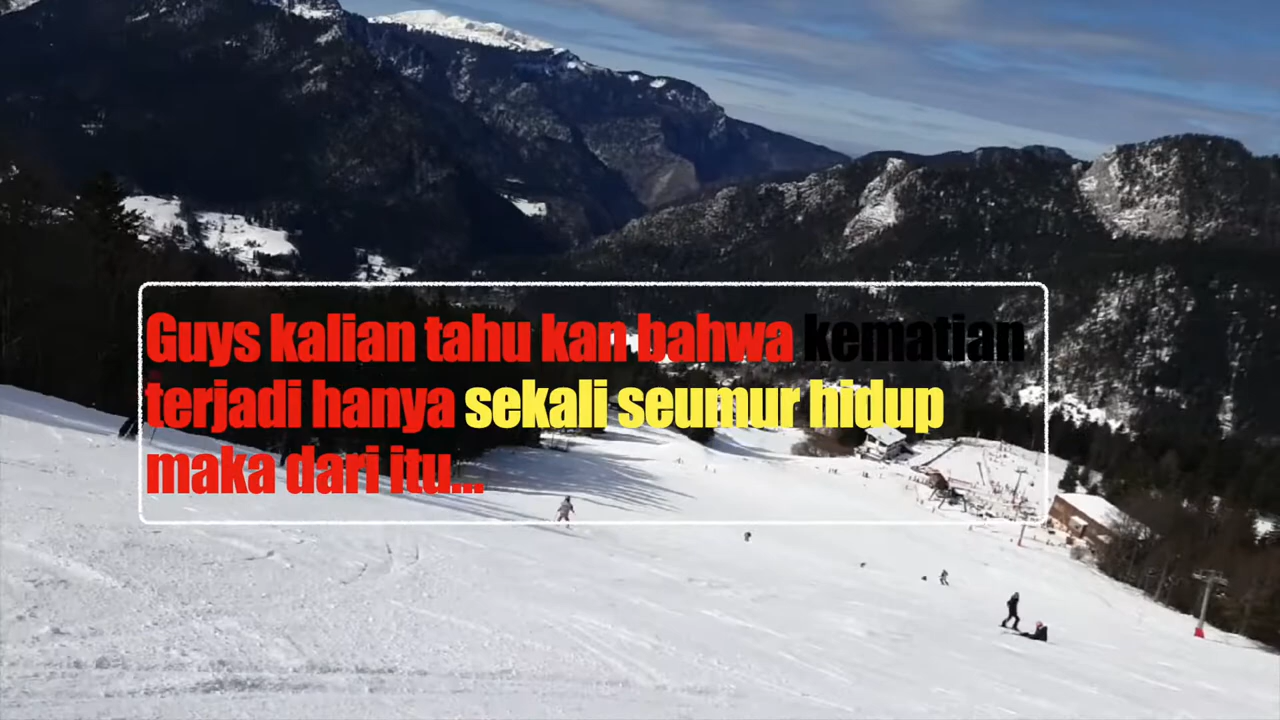 Guys kalian tahu kan bahwa kematian
terjadi hanya sekali seumur hidup
maka dari itu...